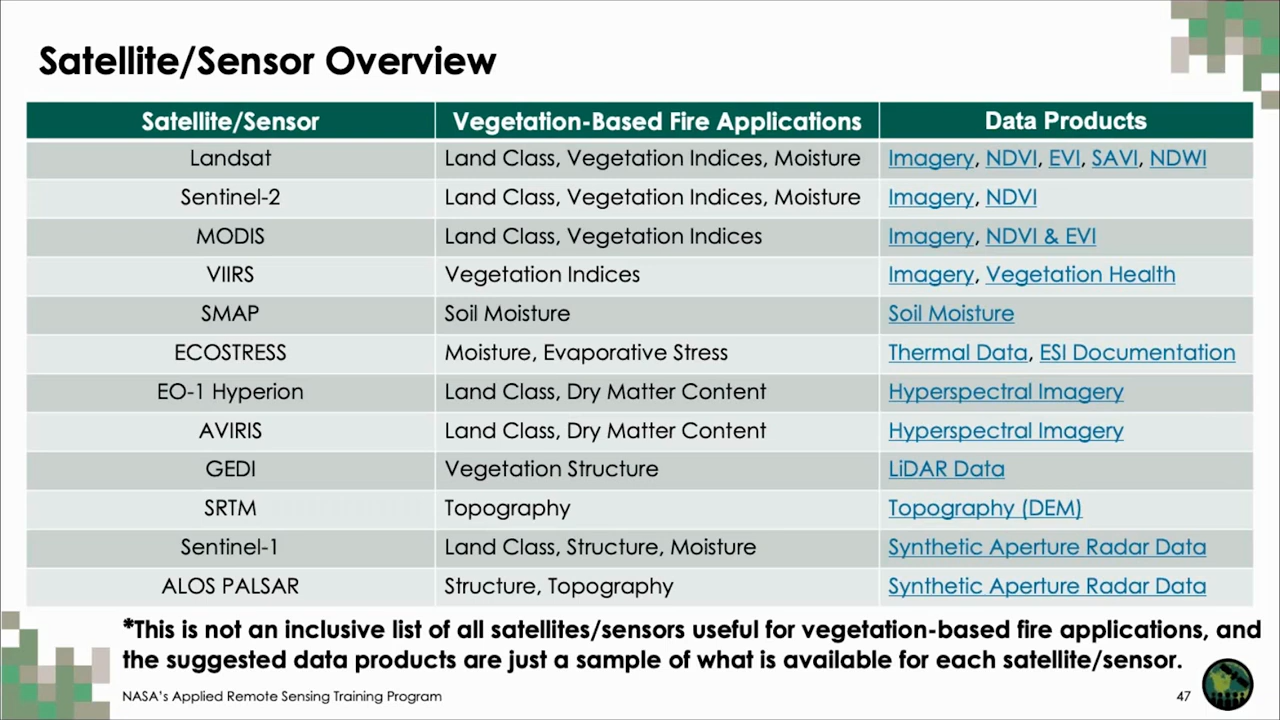 Satellite/Sensor Overview
Satellite/Sensor Vegetation-Based Fire Applications Data Products
Landsat Land Class, Vegetation Indices, Moisture Imagery, NDVI, EVI, SAVI, NDWI
Sentinel-2 Land Class, Vegetation Indices, Moisture Imagery, NDVI
MODIS Land Class, Vegetation Indices Imagery, NDVI & EVI
VIIRS Vegetation Indices Imagery, Vegetation Health
SMAP Soil Moisture Soil Moisture
ECOSTRESS Moisture, Evaporative Stress Thermal Data, ESI Documentation
EO-1 Hyperion Land Class, Dry Matter Content Hyperspectral Imagery
AVIRIS Land Class, Dry Matter Content Hyperspectral Imagery
GEDI Vegetation Structure LiDAR Data
SRTM Topography Topography (DEM)
Sentinel-1 Land Class, Structure, Moisture Synthetic Aperture Radar Data
ALOS PALSAR Structure, Topography Synthetic Aperture Radar Data
*This is not an inclusive list of all satellites/sensors useful for vegetation-based fire applications, and
the suggested data products are just a sample of what is available for each satellite/sensor.
NASA's Applied Remote Sensing Training Program 47